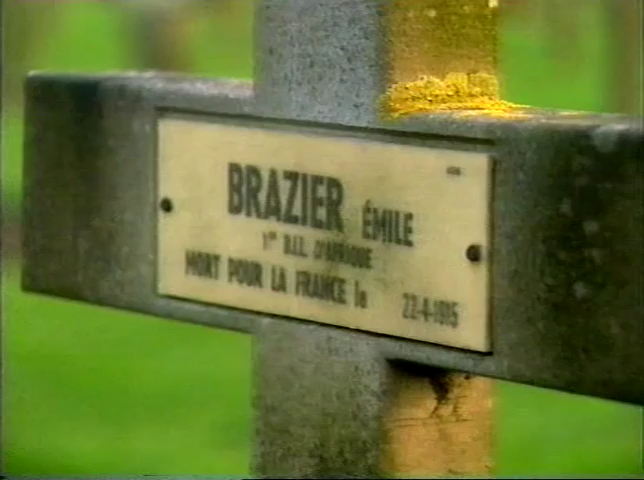 BRAZIER ÉMILE
1er B.I.L. D'AFRIQUE
MORT POUR LA FRANCE le 22-4-1915